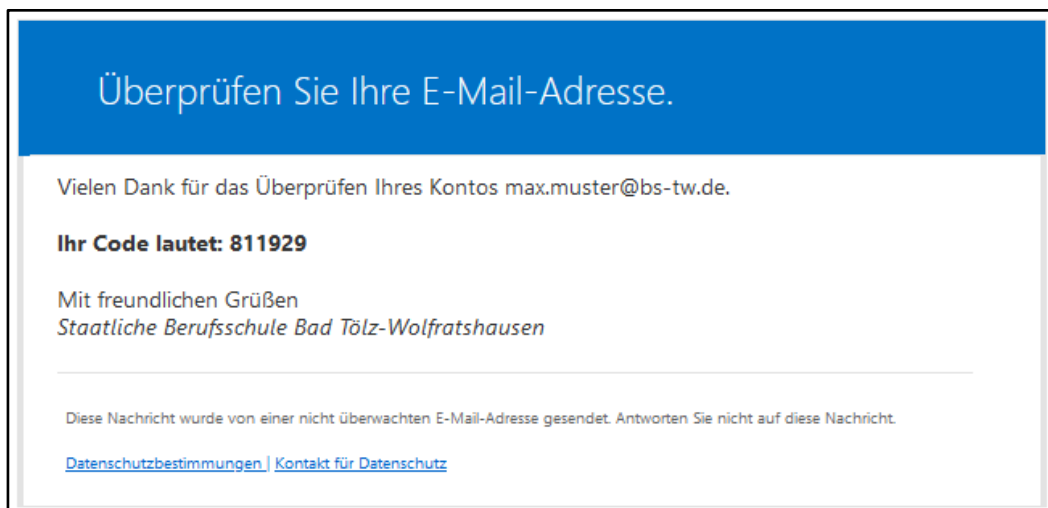 Überprüfen Sie Ihre E-Mail-Adresse.
Vielen Dank für das Überprüfen Ihres Kontos max.muster@bs-tw.de.
Ihr Code lautet: 811929
Mit freundlichen Grüßen
Staatliche Berufsschule Bad Tölz-Wolfratshausen
Diese Nachricht wurde von einer nicht überwachten E-Mail-Adresse gesendet. Antworten Sie nicht auf diese Nachricht.
Datenschutzbestimmungen | Kontakt für Datenschutz